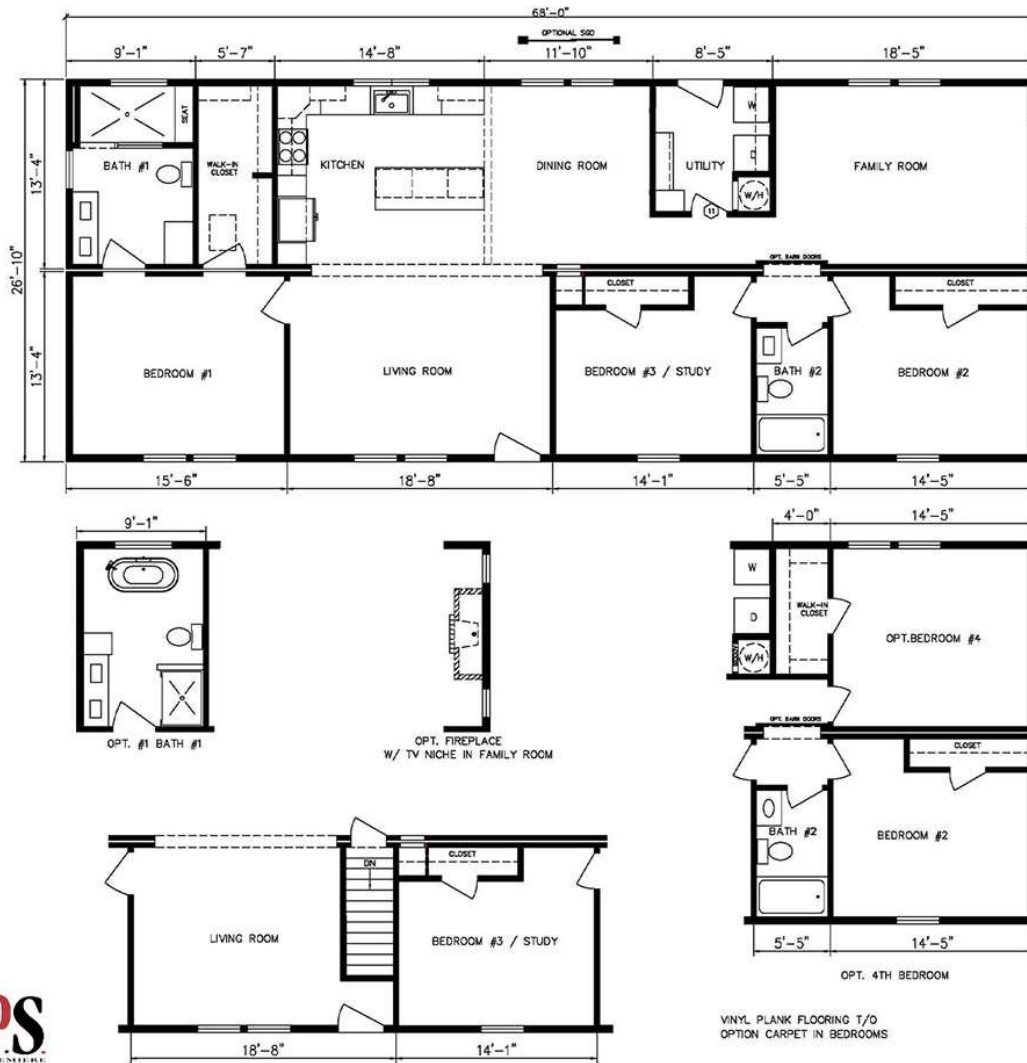 68'-0"
OPTIONAL SGD
9'-1" 5'-7" 14'-8" 11'-10" 8'-5" 18'-5"
26'-10"
13'-4"
13'-4"
SEAT
BATH #1
WALK-IN
CLOSET
KITCHEN
DINING ROOM
UTILITY
W
D
W/H
11
FAMILY ROOM
OPT. BARN DOORS
BEDROOM #1
LIVING ROOM
CLOSET
BEDROOM #3 / STUDY
BATH #2
CLOSET
BEDROOM #2
15'-6" 18'-8" 14'-1" 5'-5" 14'-5"
9'-1"
OPT. #1 BATH #1
OPT. FIREPLACE
W/ TV NICHE IN FAMILY ROOM
4'-0" 14'-5"
W
D
W/H
WALK-IN
CLOSET
OPT.BEDROOM #4
OPT. BARN DOORS
CLOSET
BATH #2
BEDROOM #2
5'-5" 14'-5"
OPT. 4TH BEDROOM
DN
CLOSET
LIVING ROOM
BEDROOM #3 / STUDY
18'-8" 14'-1"
VINYL PLANK FLOORING T/O
OPTION CARPET IN BEDROOMS